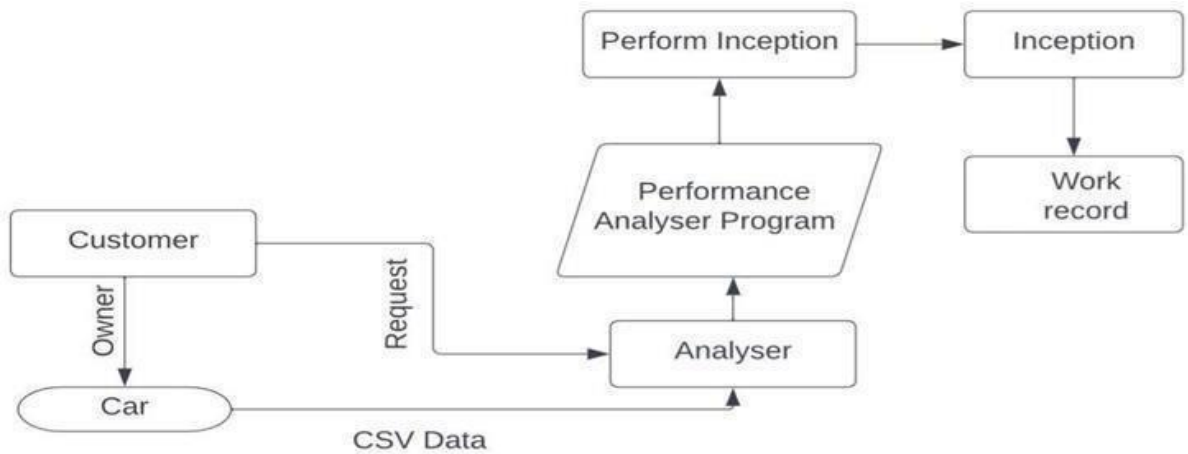 Perform Inception
Inception
Performance
Analyser Program
Work
record
Customer
Owner
Request
Analyser
Car
CSV Data